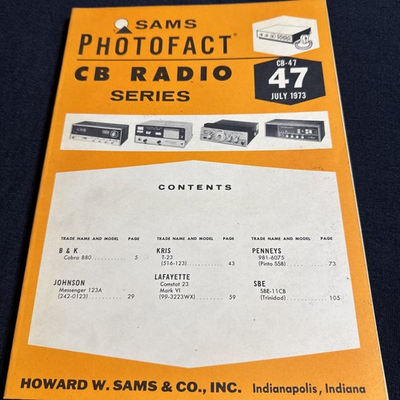 SAMS
PHOTOFACT®
CB RADIO
SERIES
CB-47
47
JULY 1973
CONTENTS
TRADE NAME AND MODEL PAGE
B & K
Cobra 880 5
JOHNSON
Messenger 123A
(242-0123) 29
TRADE NAME AND MODEL PAGE
KRIS
T-23
(516-123) 43
LAFAYETTE
Comstat 23
Mark VI
(99-3223WX) 59
TRADE NAME AND MODEL PAGE
PENNEYS
981-6075
(Pinto SSB) 73
SBE
SBE-11CB
(Trinidad) 105
HOWARD W. SAMS & CO., INC. Indianapolis, Indiana